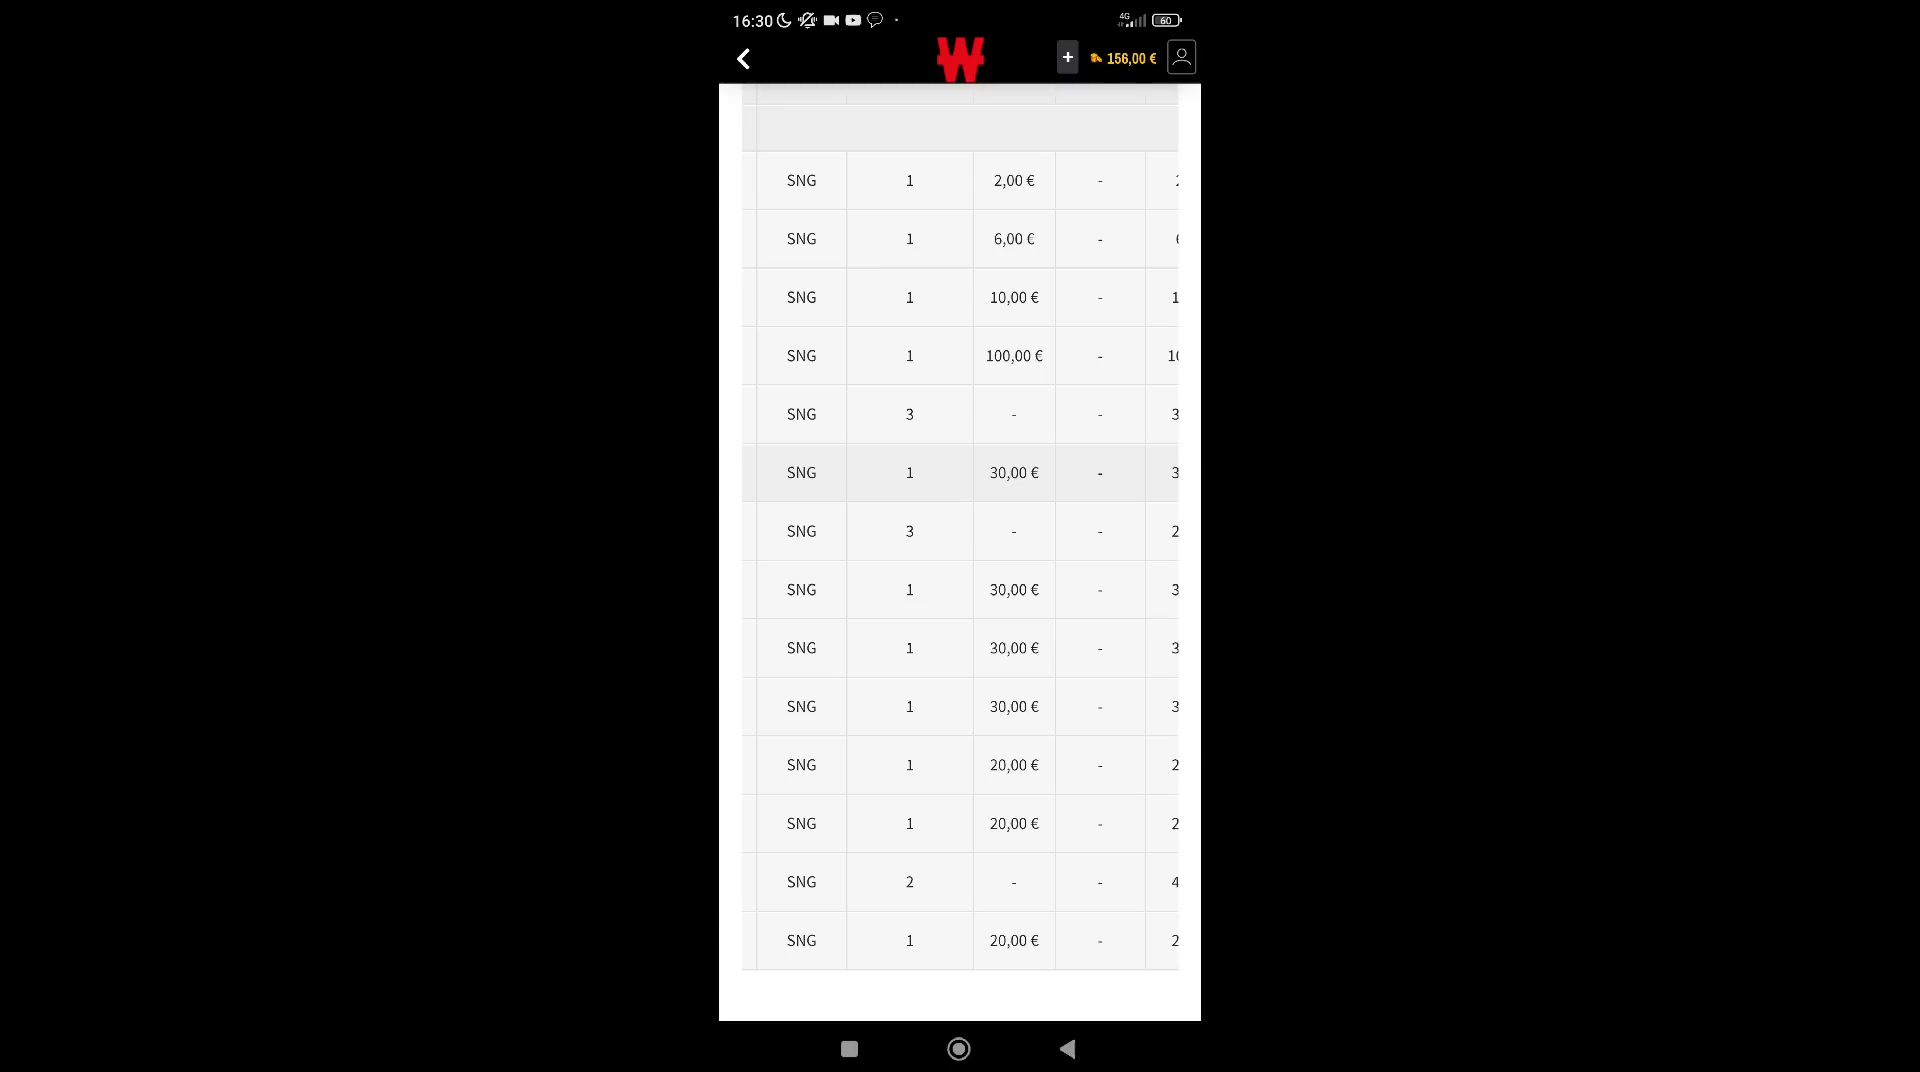 16:30 4G 60
W + 156,00 €
SNG 1 2,00 € -
SNG 1 6,00 € -
SNG 1 10,00 € - 1
SNG 1 100,00 € - 10
SNG 3 - - 3
SNG 1 30,00 € - 3
SNG 3 - - 2
SNG 1 30,00 € - 3
SNG 1 30,00 € - 3
SNG 1 30,00 € - 3
SNG 1 20,00 € - 2
SNG 1 20,00 € - 2
SNG 2 - - 4
SNG 1 20,00 € - 2